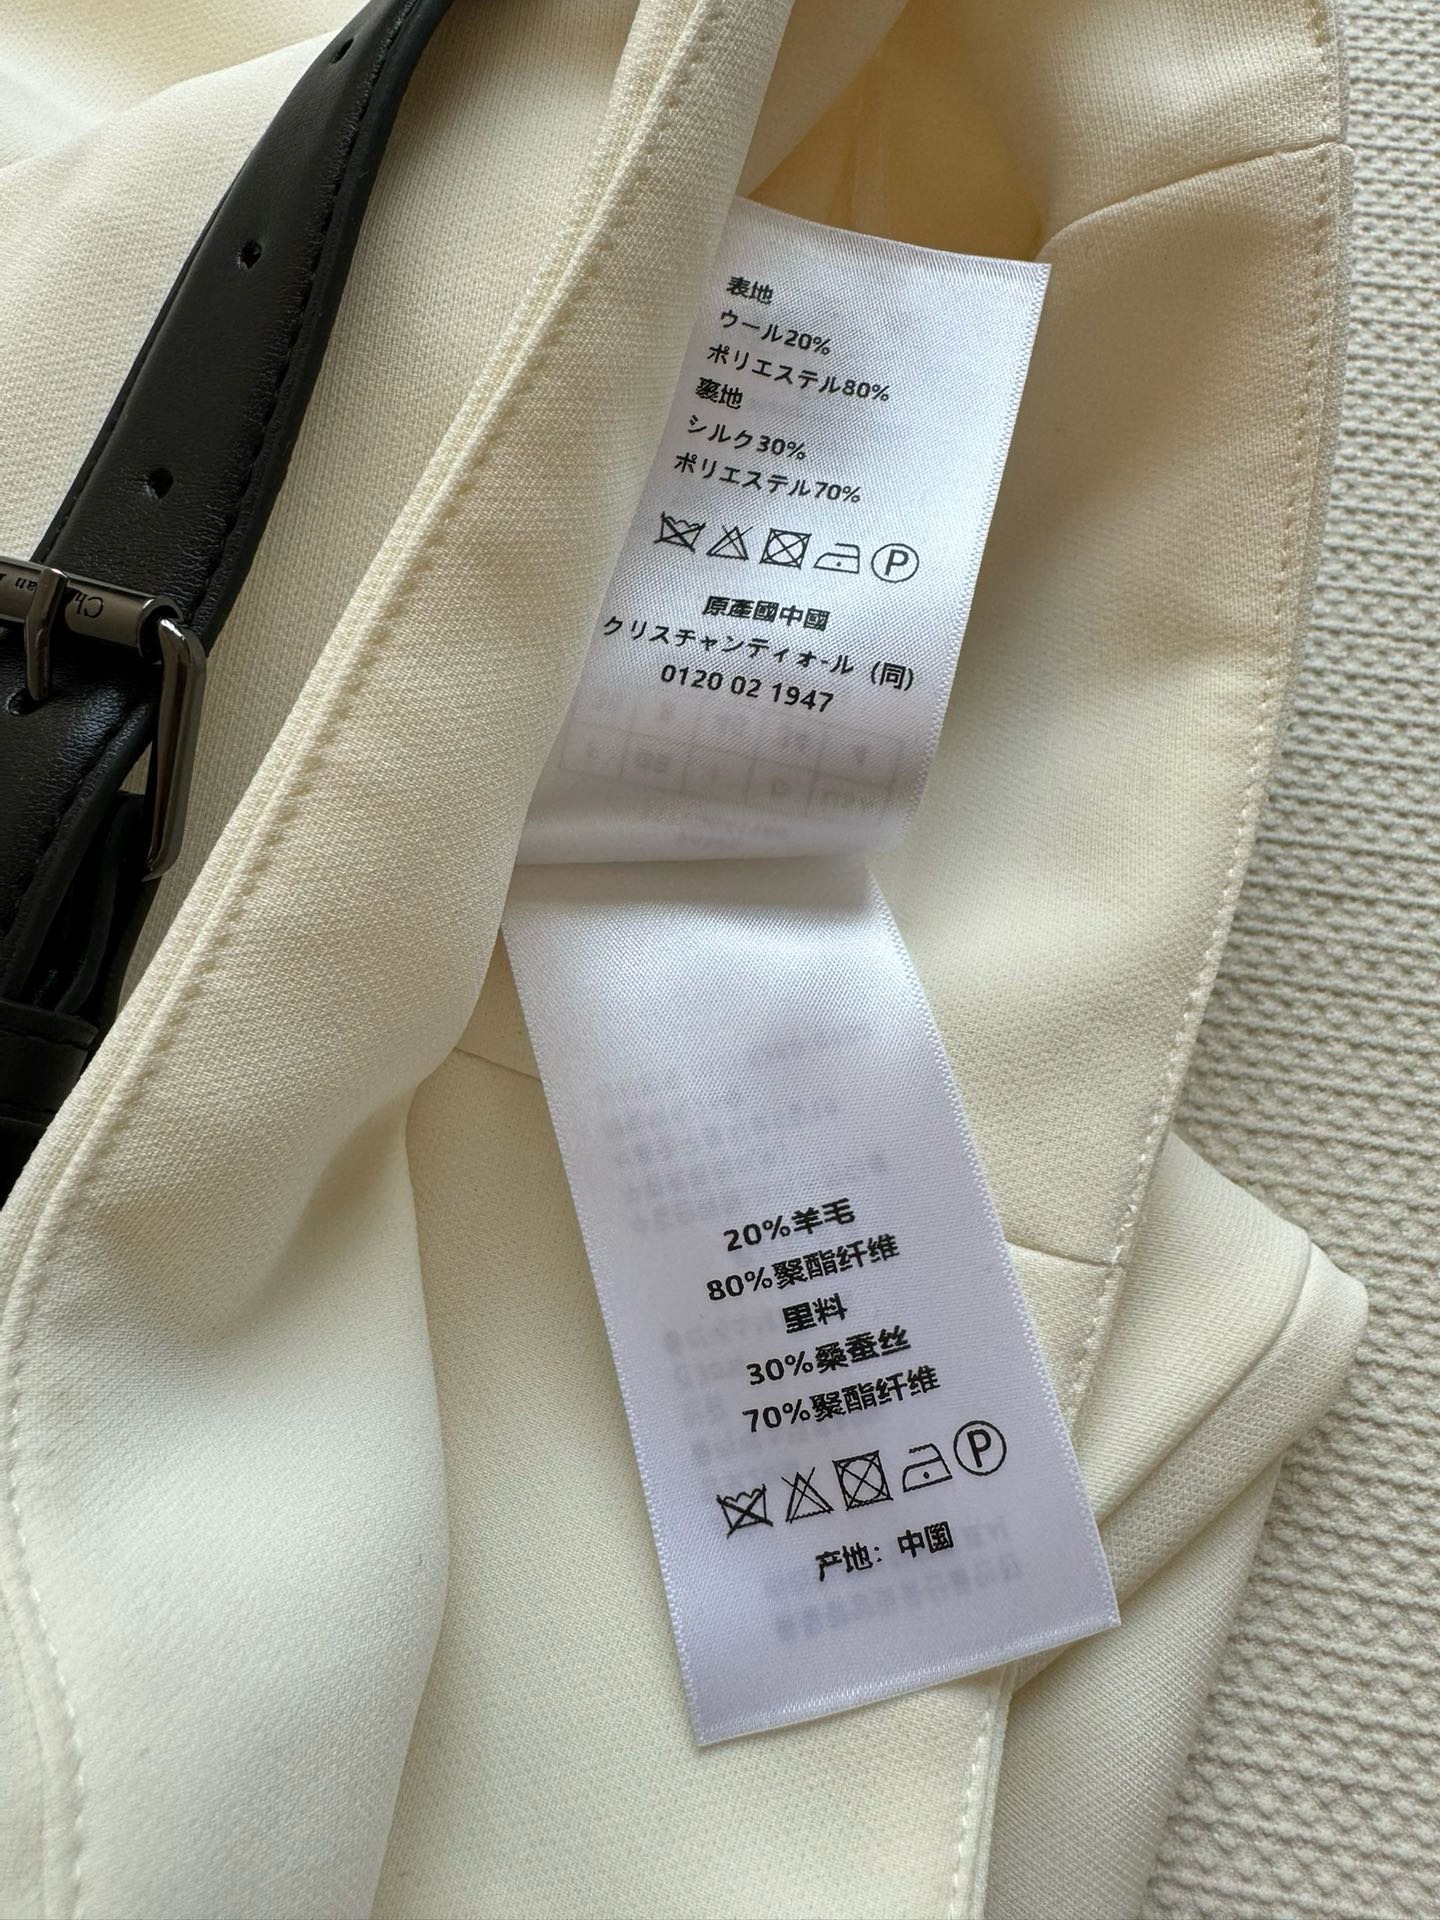 表地
ウール20%
ポリエステル80%
裏地
シルク30%
ポリエステル70%
P
原產國中國
クリスチャンディオール (同)
0120 02 1947
20%羊毛
80%聚酯纤维
里料
30%桑蚕丝
70%聚酯纤维
P
产地：中國